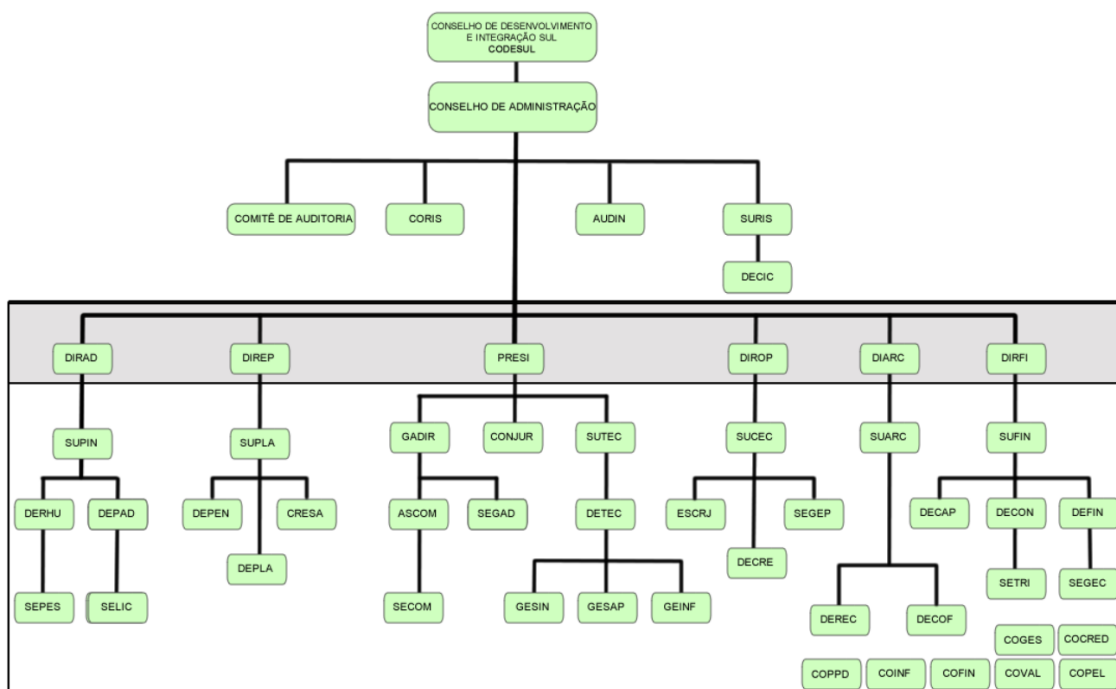 CONSELHO DE DESENVOLVIMENTO
E INTEGRAÇÃO SUL
CODESUL
CONSELHO DE ADMINISTRAÇÃO
COMITÊ DE AUDITORIA
CORIS
AUDIN
SURIS
DECIC
DIRAD
DIREP
PRESI
DIROP
DIARC
DIRFI
SUPIN
SUPLA
GADIR
CONJUR
SUTEC
SUCEC
SUARC
SUFIN
DERHU
DEPAD
DEPEN
CRESA
ASCOM
SEGAD
DETEC
ESCRJ
SEGEP
DECAP
DECON
DEFIN
DEPLA
DECRE
SETRI
SEGEC
SEPES
SELIC
SECOM
GESIN
GESAP
GEINF
DEREC
DECOF
COGES
COCRED
COPPD
COINF
COFIN
COVAL
COPEL